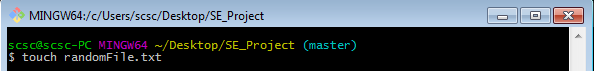 MINGW64:/c/Users/scsc/Desktop/SE_Project
scsc@scsc-PC MINGW64 ~/Desktop/SE_Project (master)
$ touch randomFile.txt